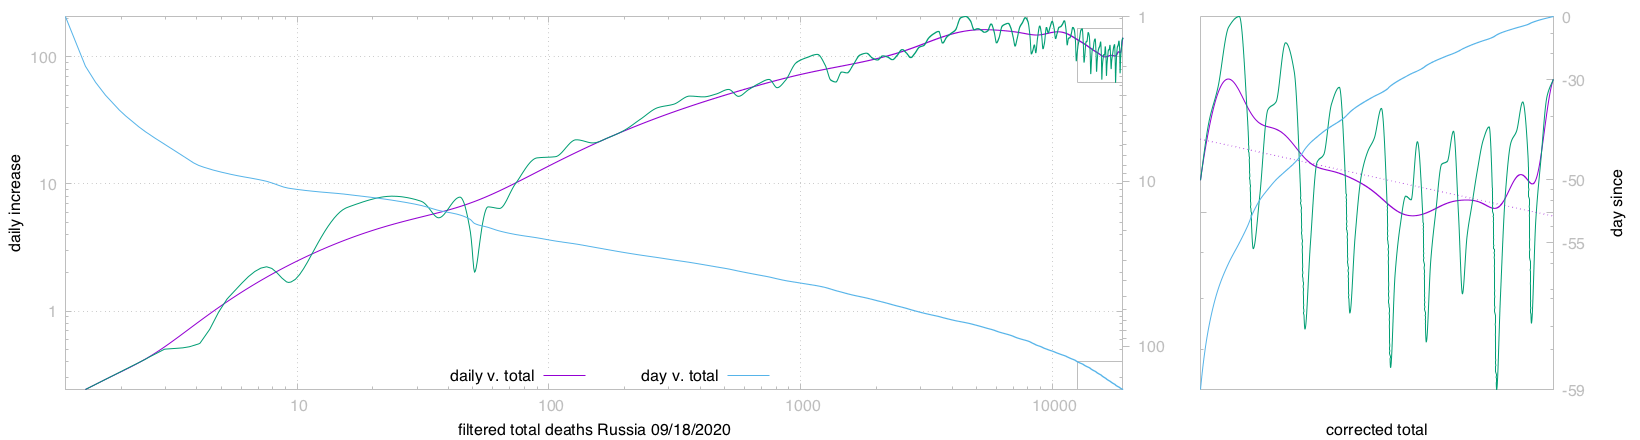 daily increase
100
10
1
10
100
1000
10000
1
10
100
daily v. total
day v. total
filtered total deaths Russia 09/18/2020
0
-30
-50
-55
-59
day since
corrected total